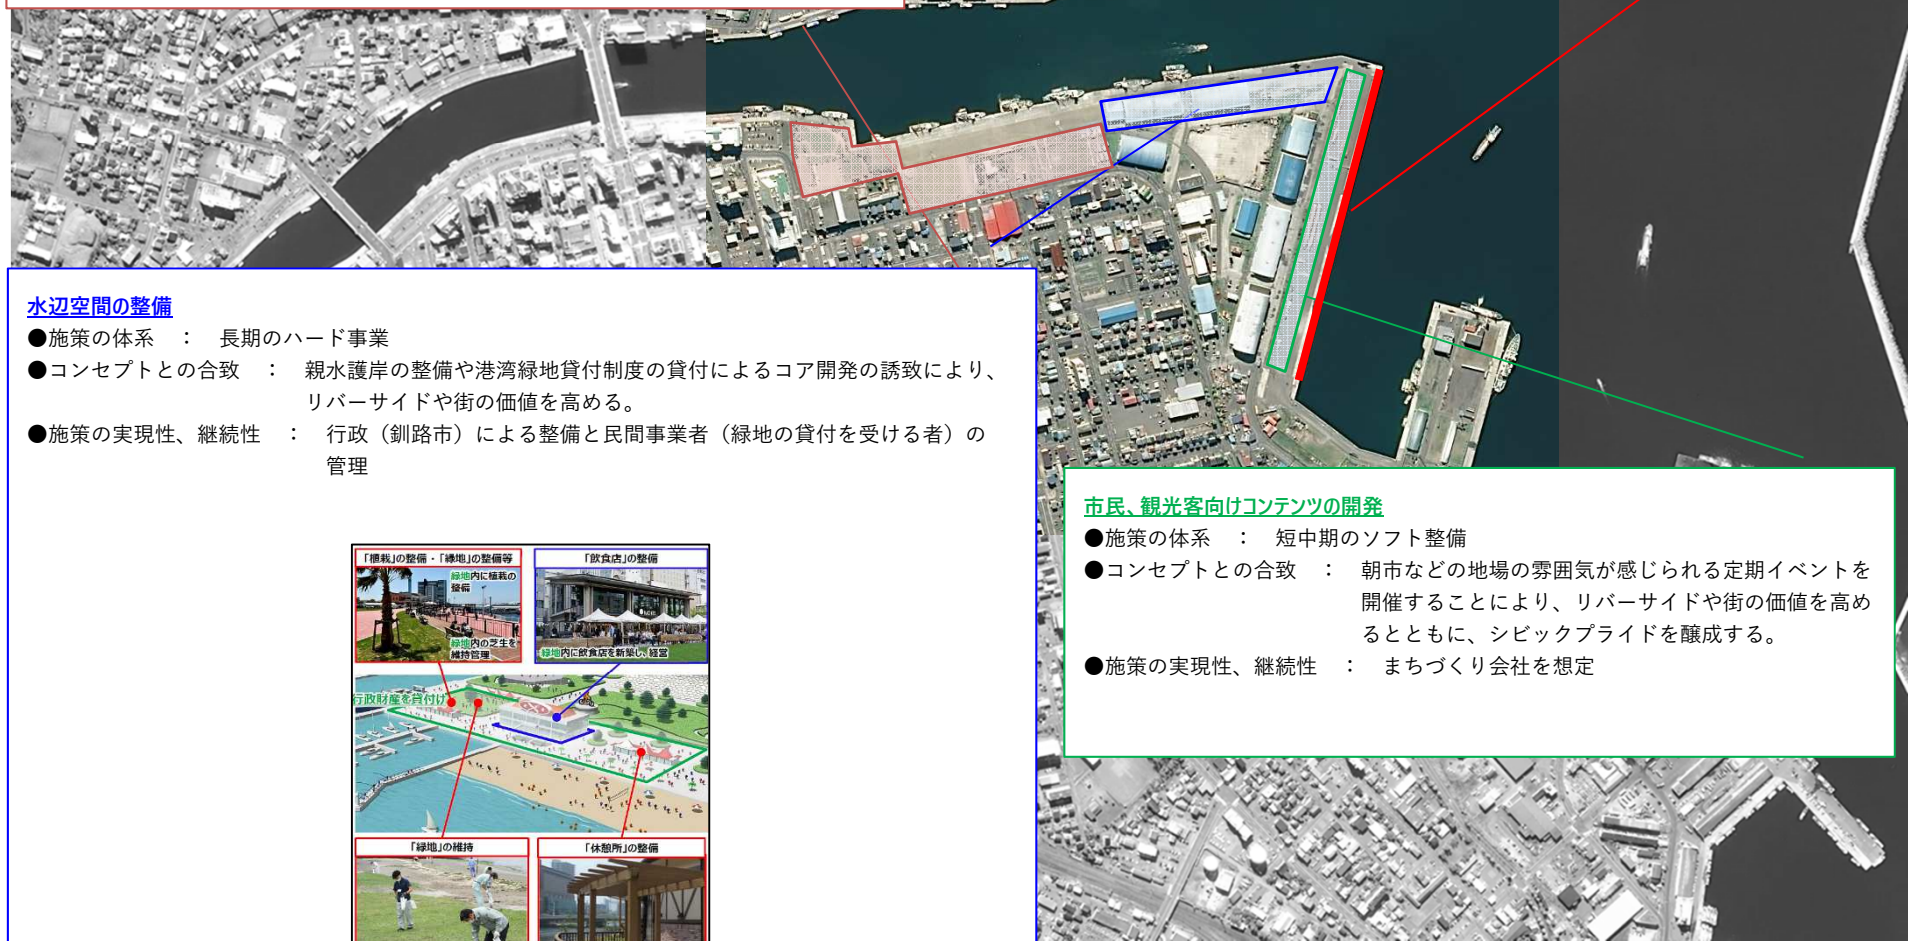 水辺空間の整備
●施策の体系　：　長期のハード事業
●コンセプトとの合致　：　親水護岸の整備や港湾緑地貸付制度の貸付によるコア開発の誘致により、
リバーサイドや街の価値を高める。
●施策の実現性、継続性　：　行政（釧路市）による整備と民間事業者（緑地の貸付を受ける者）の
管理
「植栽」の整備・「緑地」の整備等
緑地内に植栽の
整備
緑地内の芝生を
維持管理
「飲食店」の整備
緑地内に飲食店を新築し、経営
行政財産を貸付け
「緑地」の維持
「休憩所」の整備
市民、観光客向けコンテンツの開発
●施策の体系　：　短中期のソフト整備
●コンセプトとの合致　：　朝市などの地場の雰囲気が感じられる定期イベントを
開催することにより、リバーサイドや街の価値を高め
るとともに、シビックプライドを醸成する。
●施策の実現性、継続性　：　まちづくり会社を想定